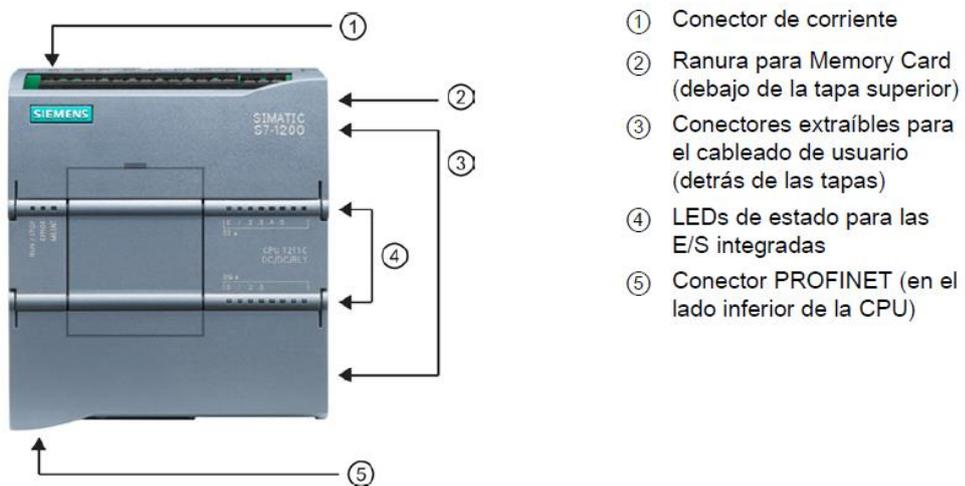 ① Conector de corriente
② Ranura para Memory Card
(debajo de la tapa superior)
③ Conectores extraíbles para
el cableado de usuario
(detrás de las tapas)
④ LEDs de estado para las
E/S integradas
⑤ Conector PROFINET (en el
lado inferior de la CPU)
①
②
③
④
⑤
SIEMENS
SIMATIC
S7-1200
RUN / STOP
ERROR
MAINT
CPU 1211C
DC/DC/RLY